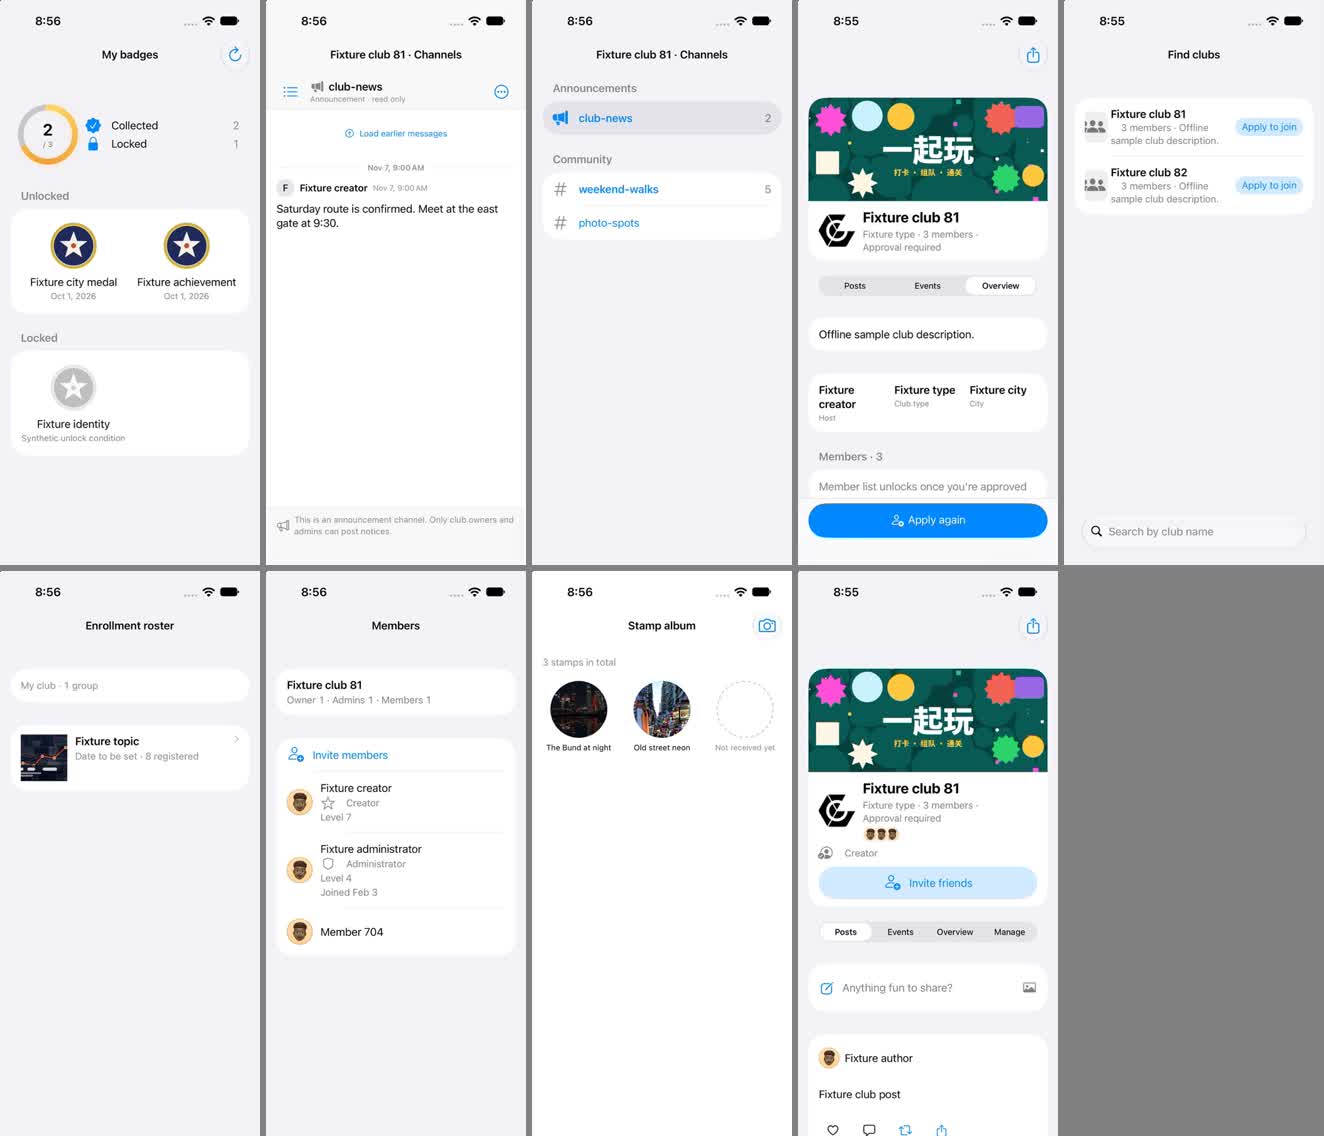 8:56
My badges
2
/ 3
Collected 2
Locked 1
Unlocked
Fixture city medal
Oct 1, 2026
Fixture achievement
Oct 1, 2026
Locked
Fixture identity
Synthetic unlock condition
8:56
Fixture club 81 · Channels
club-news
Announcement · read only
Load earlier messages
Nov 7, 9:00 AM
F Fixture creator Nov 7, 9:00 AM
Saturday route is confirmed. Meet at the east
gate at 9:30.
This is an announcement channel. Only club owners and
admins can post notices.
8:56
Fixture club 81 · Channels
Announcements
club-news 2
Community
# weekend-walks 5
# photo-spots
8:55
一起玩
打卡 · 组队 · 通关
Fixture club 81
Fixture type · 3 members ·
Approval required
Posts Events Overview
Offline sample club description.
Fixture
creator
Host
Fixture type
Club type
Fixture city
City
Members · 3
Member list unlocks once you're approved
Apply again
8:55
Find clubs
Fixture club 81
3 members · Offline
sample club description.
Apply to join
Fixture club 82
3 members · Offline
sample club description.
Apply to join
Search by club name
8:56
Enrollment roster
My club · 1 group
Fixture topic
Date to be set · 8 registered
8:56
Members
Fixture club 81
Owner 1 · Admins 1 · Members 1
Invite members
Fixture creator
Creator
Level 7
Fixture administrator
Administrator
Level 4
Joined Feb 3
Member 704
8:56
Stamp album
3 stamps in total
The Bund at night
Old street neon
Not received yet
8:55
一起玩
打卡 · 组队 · 通关
Fixture club 81
Fixture type · 3 members ·
Approval required
Creator
Invite friends
Posts Events Overview Manage
Anything fun to share?
Fixture author
Fixture club post